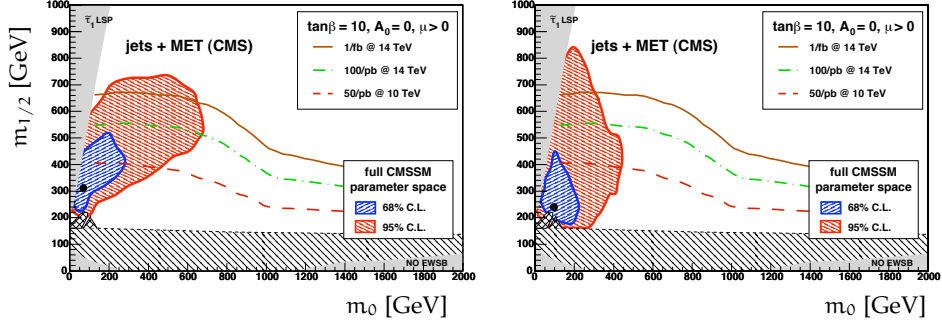 1000
900
800
700
600
500
400
300
200
100
0
m1/2 [GeV]
τ̃1 LSP
jets + MET (CMS)
tanβ = 10, A0 = 0, μ > 0
1/fb @ 14 TeV
100/pb @ 14 TeV
50/pb @ 10 TeV
full CMSSM
parameter space
68% C.L.
95% C.L.
NO EWSB
0 200 400 600 800 1000 1200 1400 1600 1800 2000
m0 [GeV]
1000
900
800
700
600
500
400
300
200
100
0
m1/2 [GeV]
τ̃1 LSP
jets + MET (CMS)
tanβ = 10, A0 = 0, μ > 0
1/fb @ 14 TeV
100/pb @ 14 TeV
50/pb @ 10 TeV
full CMSSM
parameter space
68% C.L.
95% C.L.
NO EWSB
0 200 400 600 800 1000 1200 1400 1600 1800 2000
m0 [GeV]